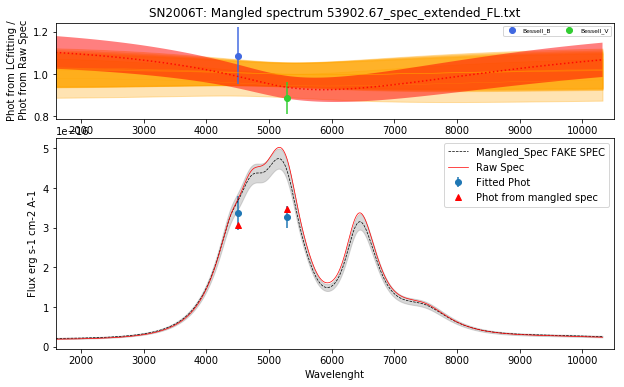 SN2006T: Mangled spectrum 53902.67_spec_extended_FL.txt
Phot from LCfitting /
Phot from Raw Spec
1.2
1.0
0.8
Bessell_B
Bessell_V
2000 3000 4000 5000 6000 7000 8000 9000 10000
1e-16
5
4
3
2
1
0
Flux erg s-1 cm-2 A-1
Mangled_Spec FAKE SPEC
Raw Spec
Fitted Phot
Phot from mangled spec
2000 3000 4000 5000 6000 7000 8000 9000 10000
Wavelenght